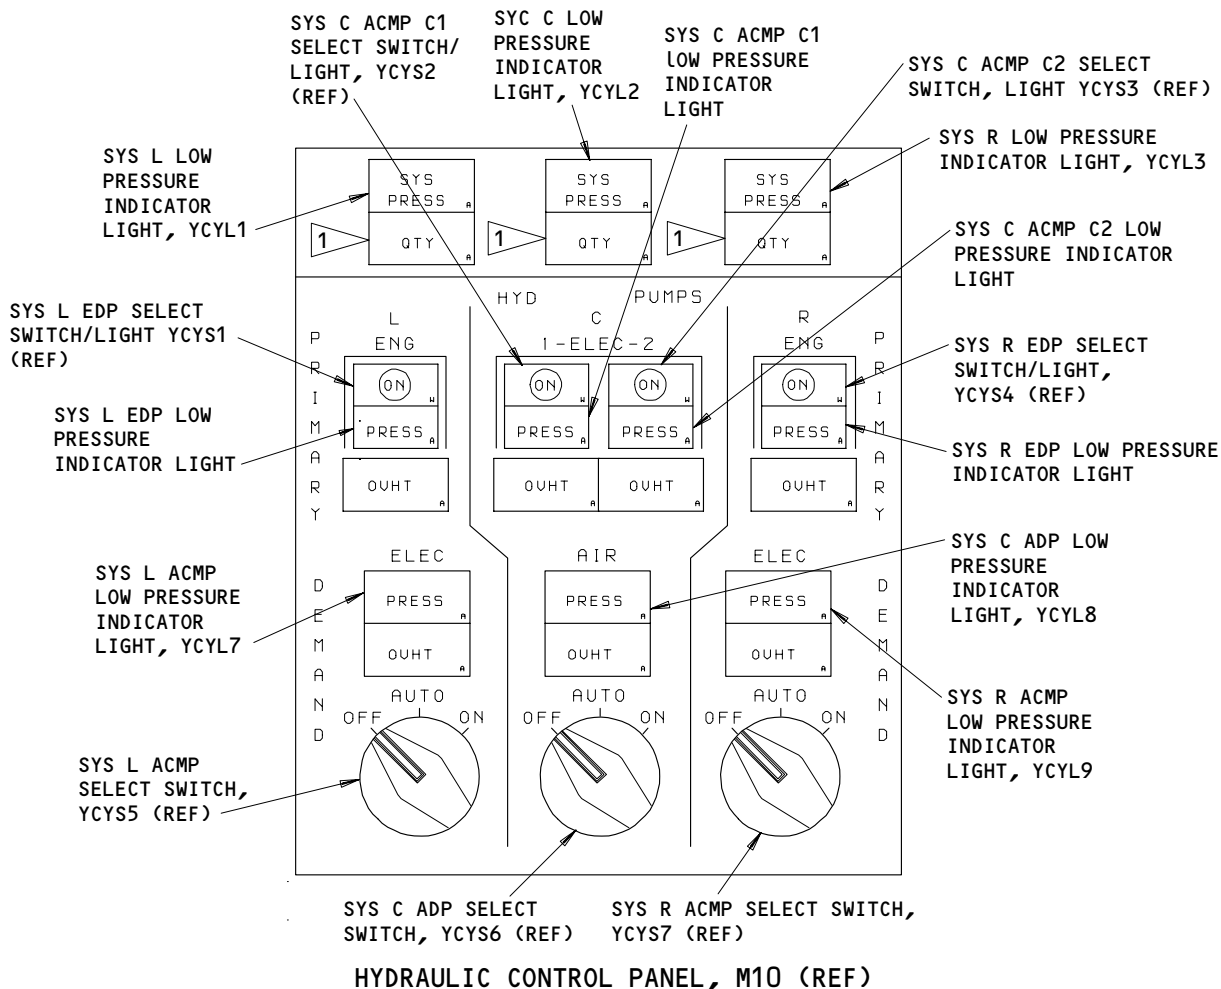 SYS C ACMP C1
SELECT SWITCH/
LIGHT, YCYS2
(REF)
SYC C LOW
PRESSURE
INDICATOR
LIGHT, YCYL2
SYS C ACMP C1
lOW PRESSURE
INDICATOR
LIGHT
SYS C ACMP C2 SELECT
SWITCH, LIGHT YCYS3 (REF)
SYS L LOW
PRESSURE
INDICATOR
LIGHT, YCYL1
SYS R LOW PRESSURE
INDICATOR LIGHT, YCYL3
SYS
PRESS A
QTY A
1
SYS
PRESS A
QTY A
1
SYS
PRESS A
QTY A
1
SYS C ACMP C2 LOW
PRESSURE INDICATOR
LIGHT
HYD PUMPS
SYS L EDP SELECT
SWITCH/LIGHT YCYS1
(REF)
L
ENG
C
1-ELEC-2
R
ENG
PRIMARY
PRIMARY
ON W
PRESS A
ON W
PRESS A
ON W
PRESS A
ON W
PRESS A
SYS R EDP SELECT
SWITCH/LIGHT,
YCYS4 (REF)
SYS L EDP LOW
PRESSURE
INDICATOR LIGHT
SYS R EDP LOW PRESSURE
INDICATOR LIGHT
OVHT A
OVHT A
OVHT A
OVHT A
SYS C ADP LOW
PRESSURE
INDICATOR
LIGHT, YCYL8
ELEC
AIR
ELEC
SYS L ACMP
LOW PRESSURE
INDICATOR
LIGHT, YCYL7
DEMAND
DEMAND
PRESS A
OVHT A
PRESS A
OVHT A
PRESS A
OVHT A
SYS R ACMP
LOW PRESSURE
INDICATOR
LIGHT, YCYL9
OFF AUTO ON
OFF AUTO ON
OFF AUTO ON
SYS L ACMP
SELECT SWITCH,
YCYS5 (REF)
SYS C ADP SELECT
SWITCH, YCYS6 (REF)
SYS R ACMP SELECT SWITCH,
YCYS7 (REF)
HYDRAULIC CONTROL PANEL, M10 (REF)